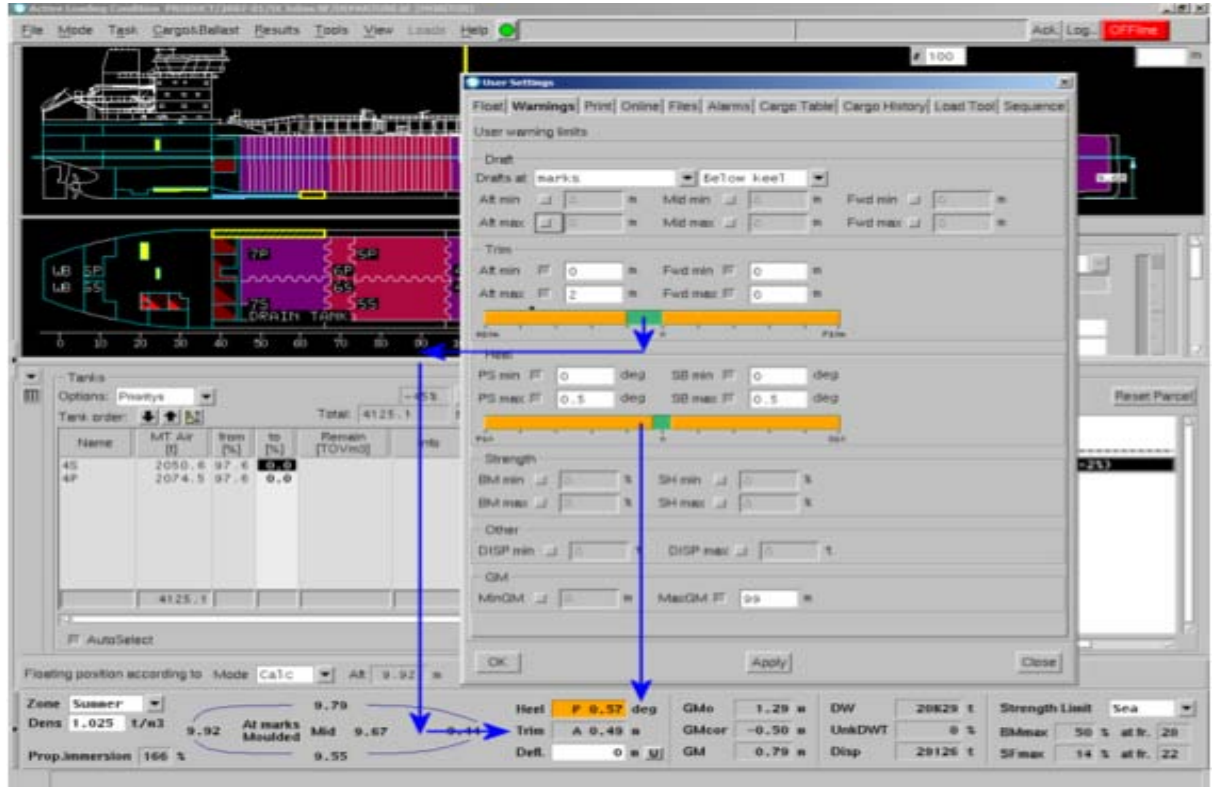 Active Loading Condition
File Mode Task Cargo&Ballast Results Tools View Loads Help Ack. Log... OFFline
# 100 m
User Settings
Float Warnings Print Online Files Alarms Cargo Table Cargo History Load Tool Sequence
User warning limits
Draft
Drafts at marks Below keel
Aft min m Mid min m Fwd min m
Aft max m Mid max m Fwd max m
Trim
Aft min 0 m Fwd min 0 m
Aft max 2 m Fwd max 0 m
Heel
PS min 0 deg SB min 0 deg
PS max 0.5 deg SB max 0.5 deg
Strength
BM min % SH min %
BM max % SH max %
Other
DISP min t DISP max t
GM
MinGM m MaxGM 99 m
OK Apply Close
7P 5P
WB 5P 6P
WB 5S 6S
7S 5S
DRAIN TANK
0 10 20 30 40 50 60 70 80 90
Tanks
Options: Prioritys
Tank order: Total: 4125.1
Reset Parcel
Name MT Air [t] from [%] to [%] Remain [TOVm3]
4S 2050.6 97.6 0.0
4P 2074.5 97.6 0.0
4125.1
AutoSelect
Floating position according to Mode Calc Aft 9.92 m
Zone Summer 9.79 Heel P 0.57 deg GMo 1.29 m DW 20829 t Strength Limit Sea
Dens 1.025 t/m3 9.92 At marks Moulded Mid 9.67 9.44 Trim A 0.49 m GMcor -0.50 m UnkDWT 0 % BMmax 50 % at fr. 28
Prop.immersion 166 % 9.55 Defl. 0 m U GM 0.79 m Disp 29126 t SFmax 14 % at fr. 22